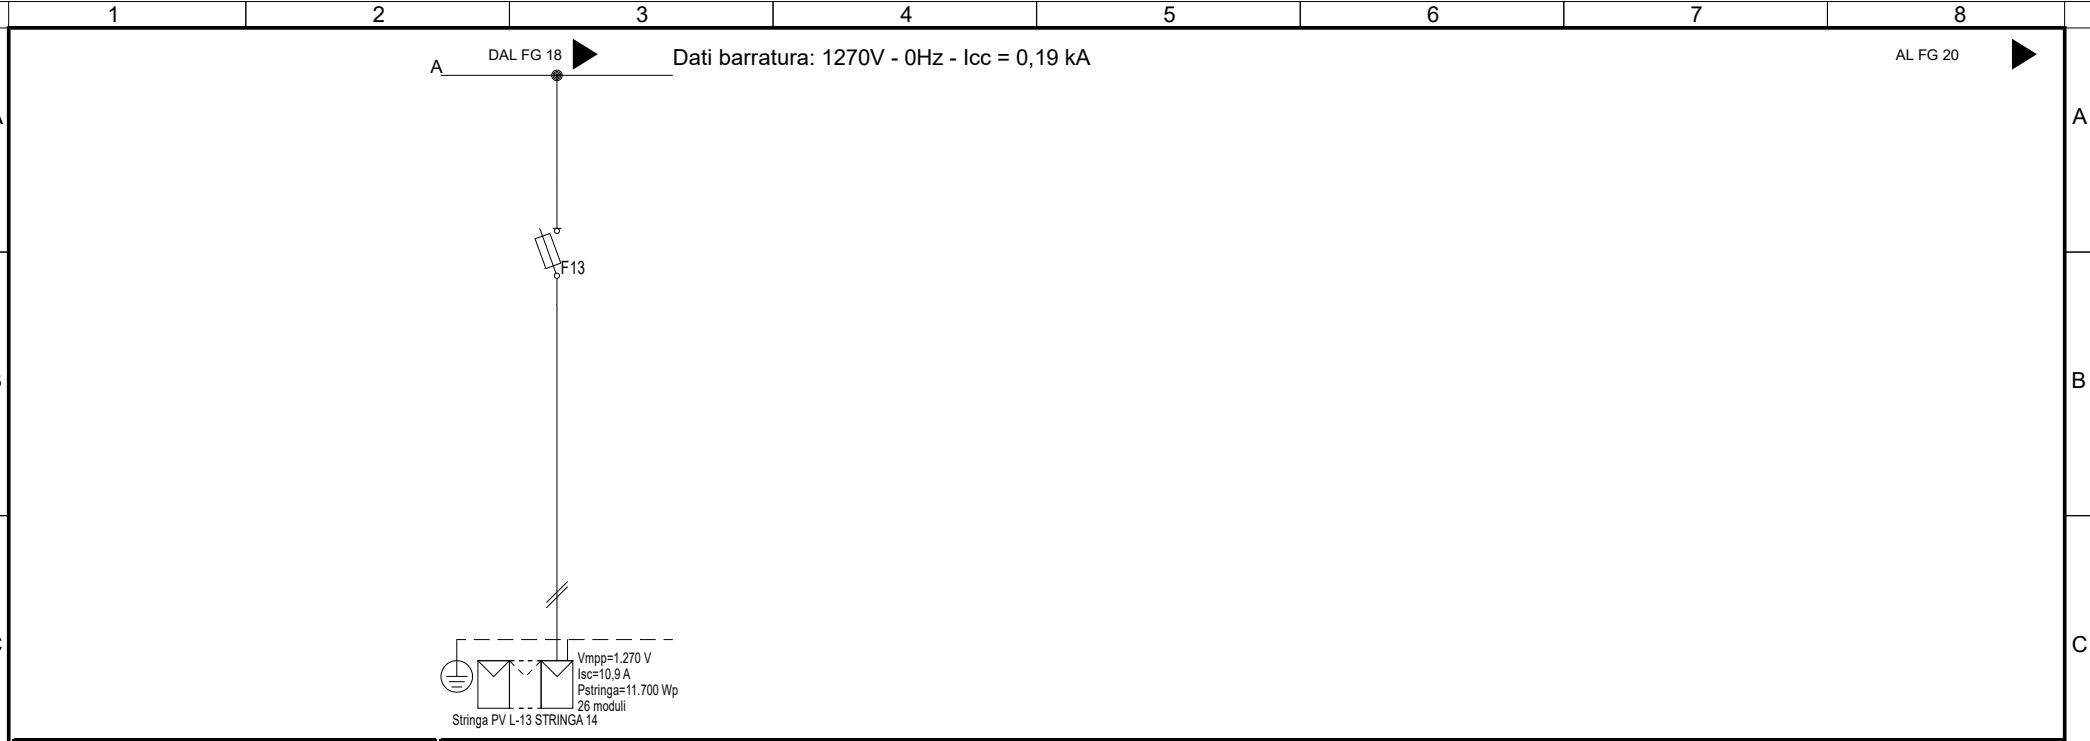 1 2 3 4 5 6 7 8
DAL FG 18
Dati barratura: 1270V - 0Hz - Icc = 0,19 kA
AL FG 20
A
A
F13
B
C
Vmpp=1.270 V
Isc=10,9 A
Pstringa=11.700 Wp
26 moduli
Stringa PV L-13 STRINGA 14